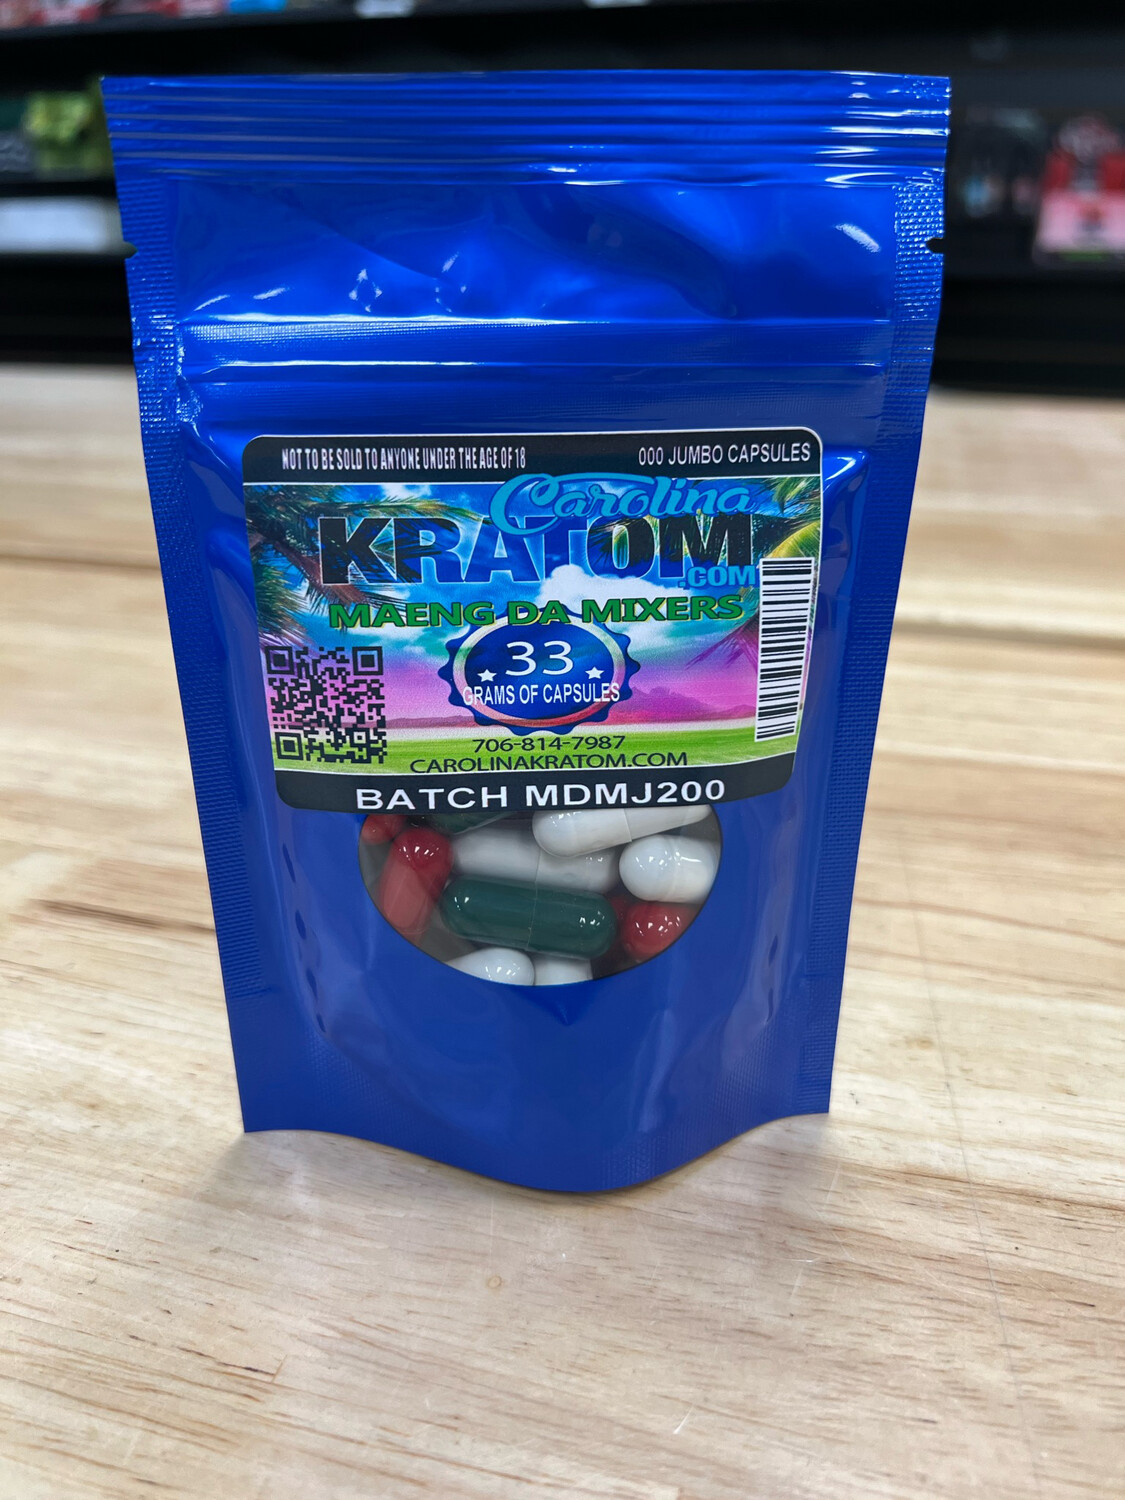 NOT TO BE SOLD TO ANYONE UNDER THE AGE OF 18
000 JUMBO CAPSULES
Carolina
KRATOM
.COM
MAENG DA MIXERS
33
GRAMS OF CAPSULES
706-814-7987
CAROLINAKRATOM.COM
BATCH MDMJ200